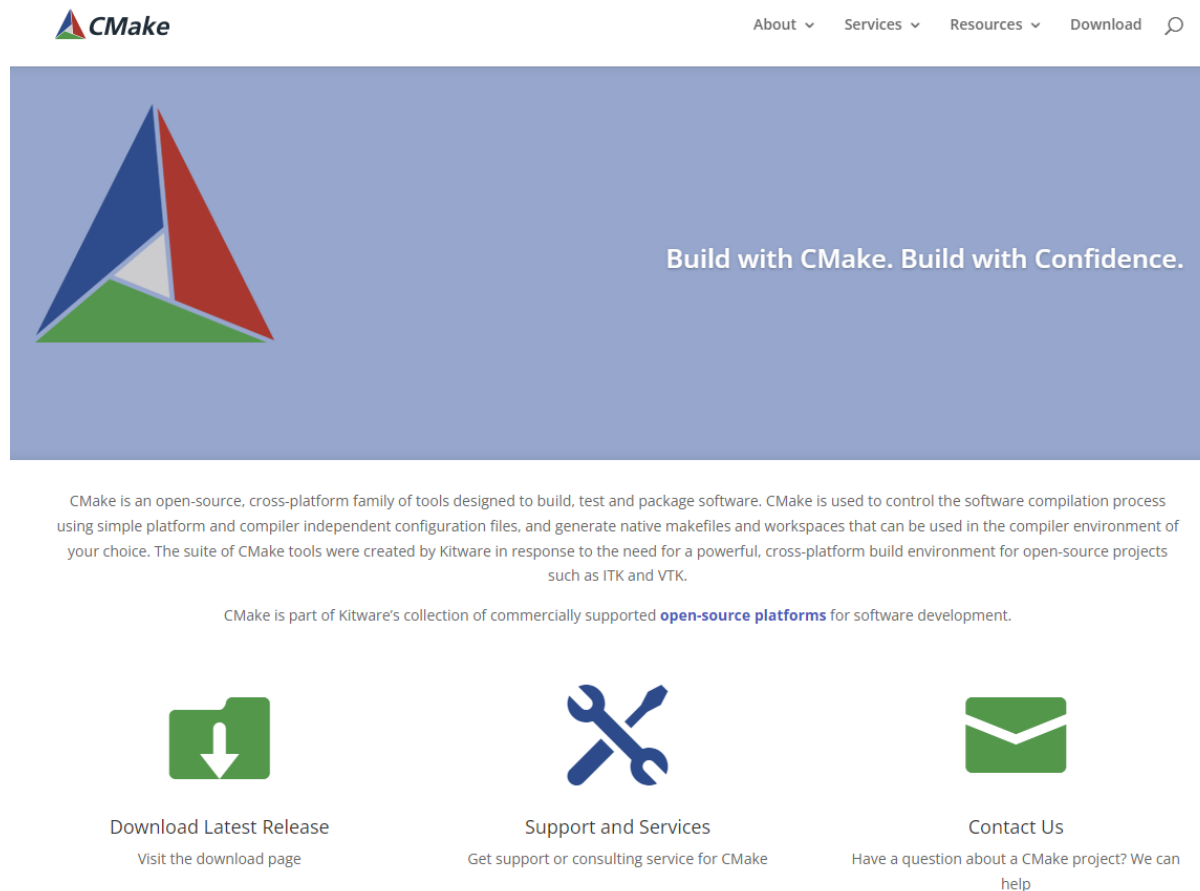 CMake
About
Services
Resources
Download
Build with CMake. Build with Confidence.
CMake is an open-source, cross-platform family of tools designed to build, test and package software. CMake is used to control the software compilation process
using simple platform and compiler independent configuration files, and generate native makefiles and workspaces that can be used in the compiler environment of
your choice. The suite of CMake tools were created by Kitware in response to the need for a powerful, cross-platform build environment for open-source projects
such as ITK and VTK.
CMake is part of Kitware’s collection of commercially supported open-source platforms for software development.
Download Latest Release
Visit the download page
Support and Services
Get support or consulting service for CMake
Contact Us
Have a question about a CMake project? We can
help